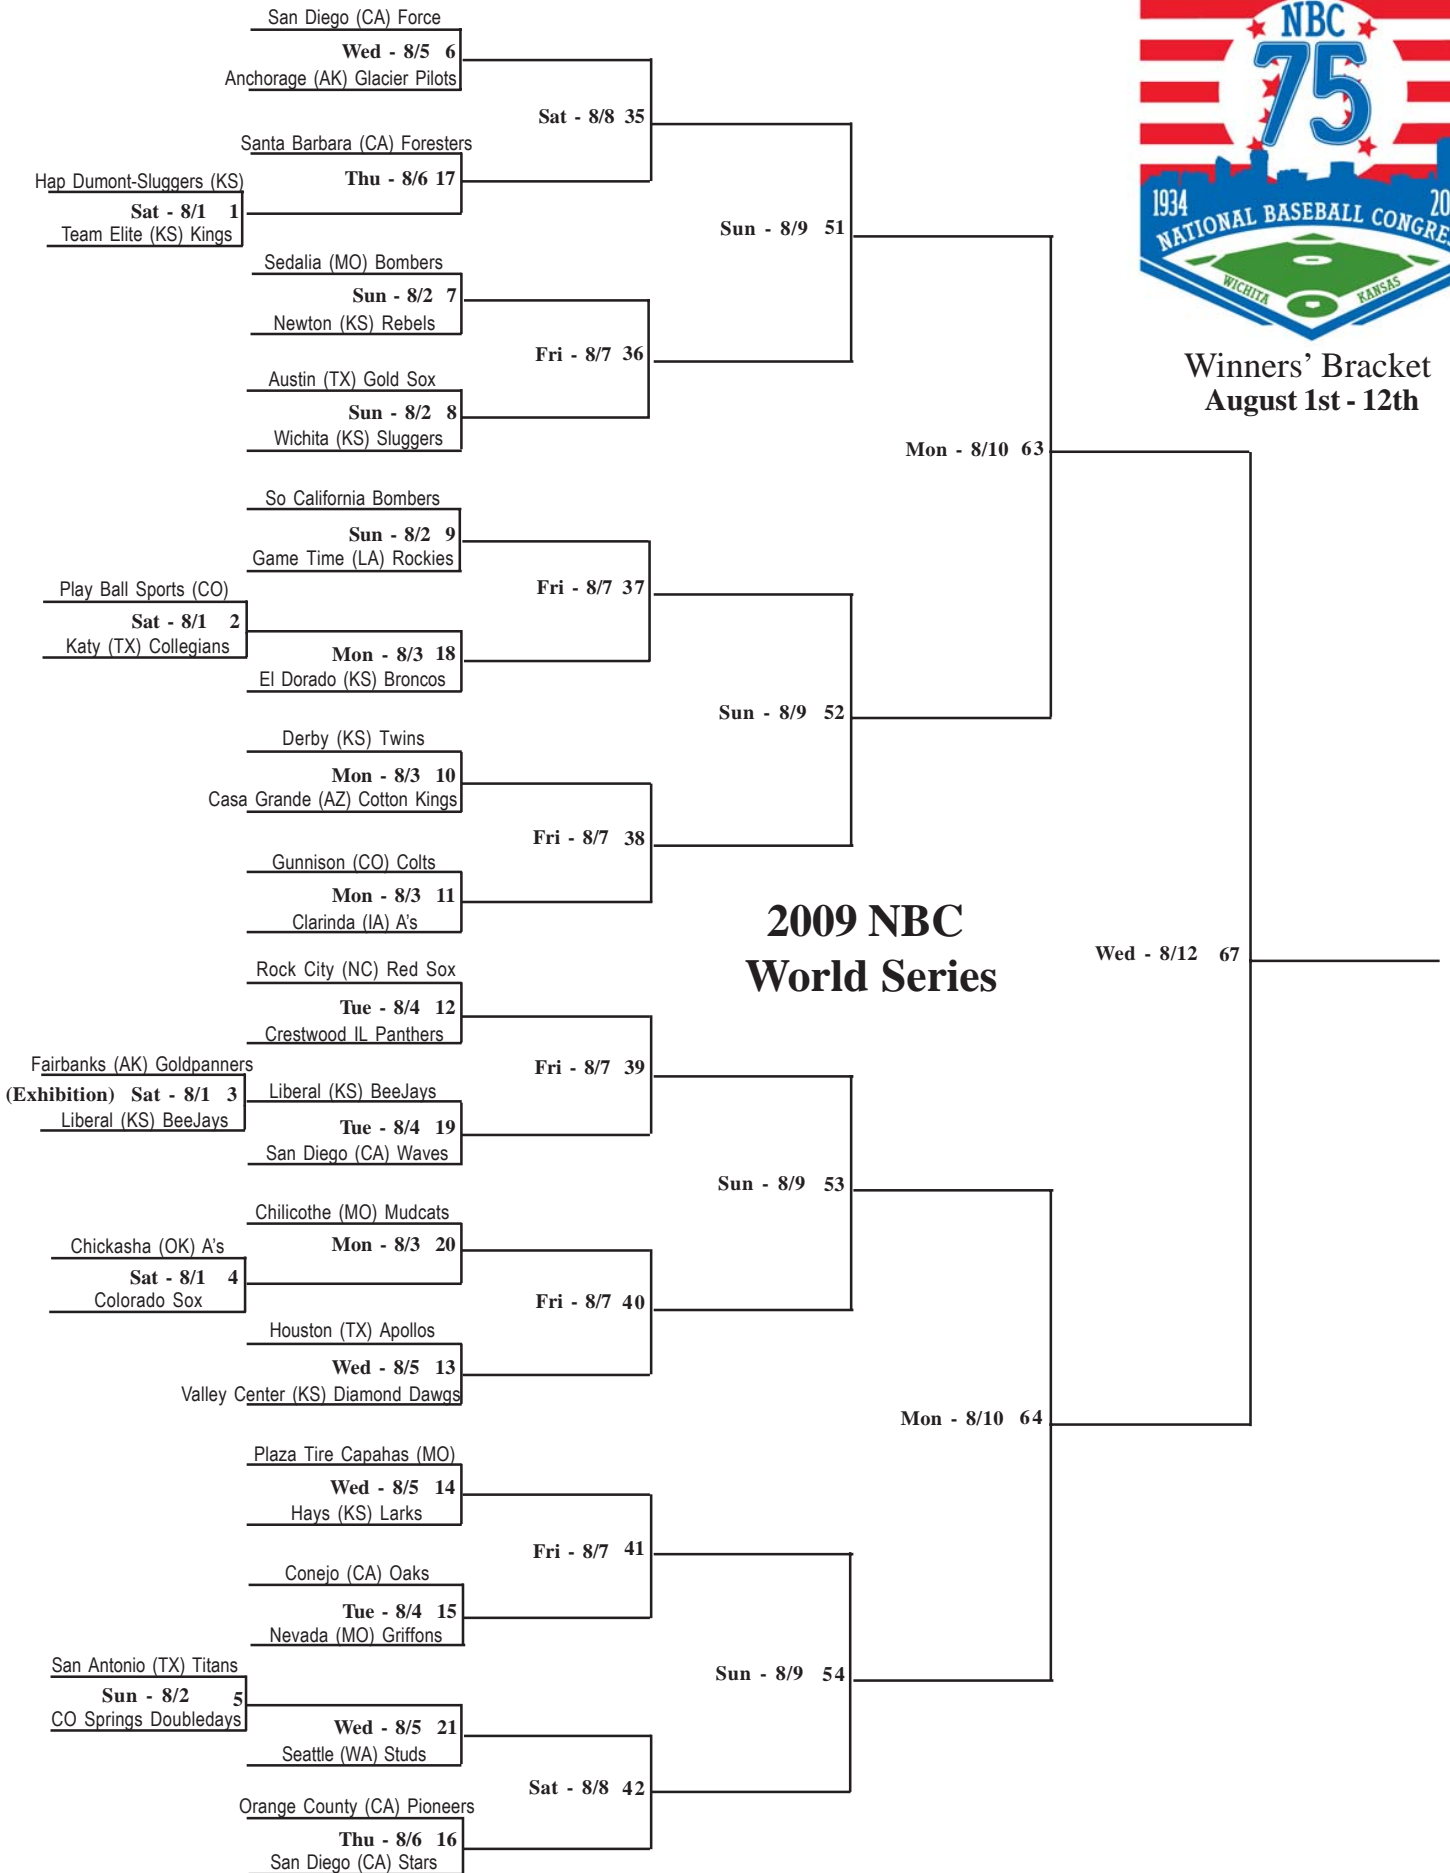 San Diego (CA) Force
Wed - 8/5 6
Anchorage (AK) Glacier Pilots
Sat - 8/8 35
Santa Barbara (CA) Foresters
Thu - 8/6 17
Hap Dumont-Sluggers (KS)
Sat - 8/1 1
Team Elite (KS) Kings
Sun - 8/9 51
Sedalia (MO) Bombers
Sun - 8/2 7
Newton (KS) Rebels
Fri - 8/7 36
Austin (TX) Gold Sox
Sun - 8/2 8
Wichita (KS) Sluggers
NBC
75
1934
20
NATIONAL BASEBALL CONGRE
WICHITA
KANSAS
Winners' Bracket
August 1st - 12th
Mon - 8/10 63
So California Bombers
Sun - 8/2 9
Game Time (LA) Rockies
Fri - 8/7 37
Play Ball Sports (CO)
Sat - 8/1 2
Katy (TX) Collegians
Mon - 8/3 18
El Dorado (KS) Broncos
Sun - 8/9 52
Derby (KS) Twins
Mon - 8/3 10
Casa Grande (AZ) Cotton Kings
Fri - 8/7 38
Gunnison (CO) Colts
Mon - 8/3 11
Clarinda (IA) A's
2009 NBC
World Series
Wed - 8/12 67
Rock City (NC) Red Sox
Tue - 8/4 12
Crestwood IL Panthers
Fri - 8/7 39
Fairbanks (AK) Goldpanners
(Exhibition) Sat - 8/1 3
Liberal (KS) BeeJays
Liberal (KS) BeeJays
Tue - 8/4 19
San Diego (CA) Waves
Sun - 8/9 53
Chilicothe (MO) Mudcats
Mon - 8/3 20
Chickasha (OK) A's
Sat - 8/1 4
Colorado Sox
Fri - 8/7 40
Houston (TX) Apollos
Wed - 8/5 13
Valley Center (KS) Diamond Dawgs
Mon - 8/10 64
Plaza Tire Capahas (MO)
Wed - 8/5 14
Hays (KS) Larks
Fri - 8/7 41
Conejo (CA) Oaks
Tue - 8/4 15
Nevada (MO) Griffons
Sun - 8/9 54
San Antonio (TX) Titans
Sun - 8/2 5
CO Springs Doubledays
Wed - 8/5 21
Seattle (WA) Studs
Sat - 8/8 42
Orange County (CA) Pioneers
Thu - 8/6 16
San Diego (CA) Stars